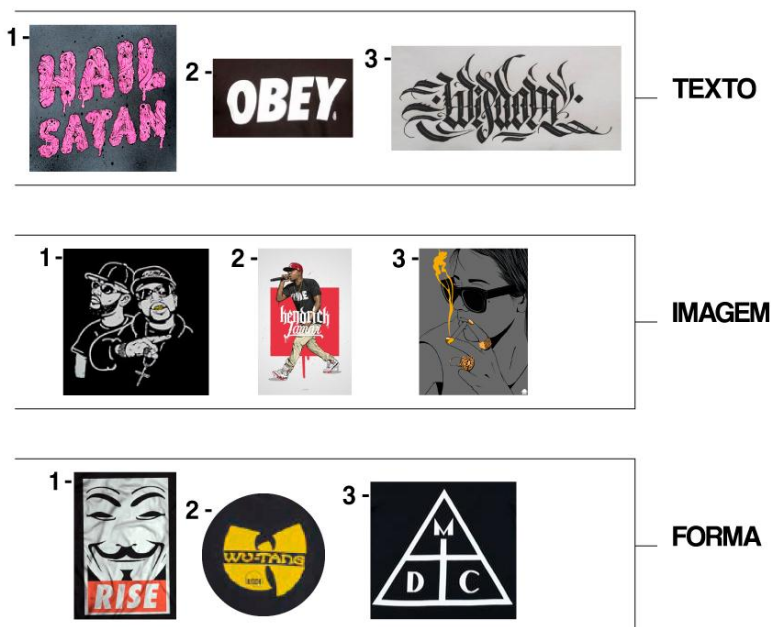 1 -
HAIL
SATAN
2 -
OBEY
3 -
Wisdom
TEXTO
1 -
2 -
hendrick
lamar
3 -
IMAGEM
1 -
RISE
2 -
WU-TANG
3 -
M
D C
FORMA